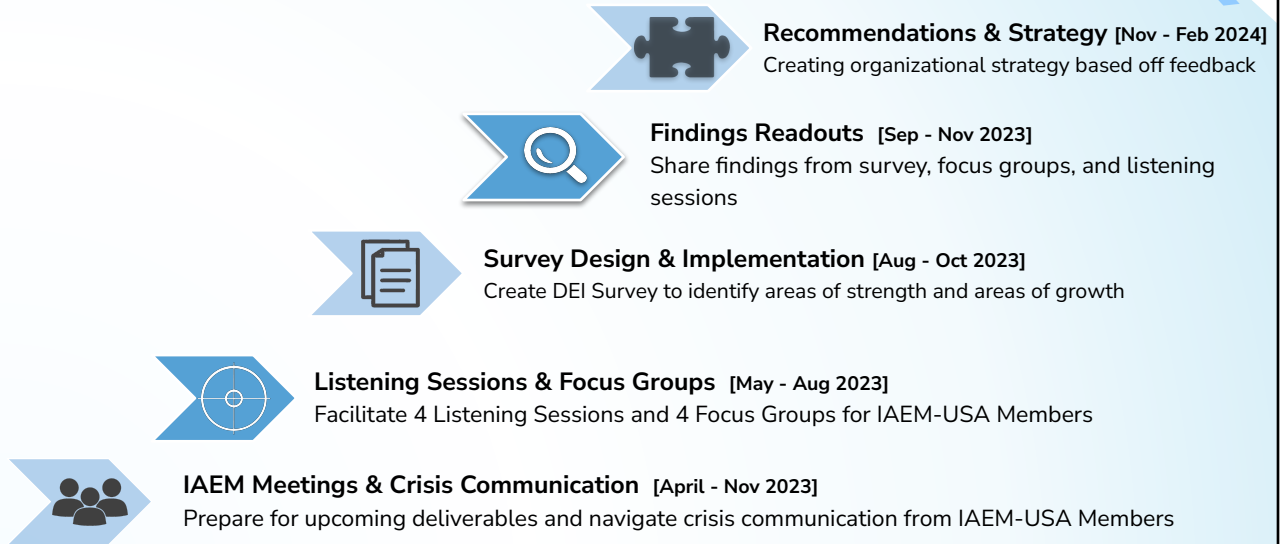 Recommendations & Strategy [Nov - Feb 2024]
Creating organizational strategy based off feedback
Findings Readouts [Sep - Nov 2023]
Share findings from survey, focus groups, and listening
sessions
Survey Design & Implementation [Aug - Oct 2023]
Create DEI Survey to identify areas of strength and areas of growth
Listening Sessions & Focus Groups [May - Aug 2023]
Facilitate 4 Listening Sessions and 4 Focus Groups for IAEM-USA Members
IAEM Meetings & Crisis Communication [April - Nov 2023]
Prepare for upcoming deliverables and navigate crisis communication from IAEM-USA Members